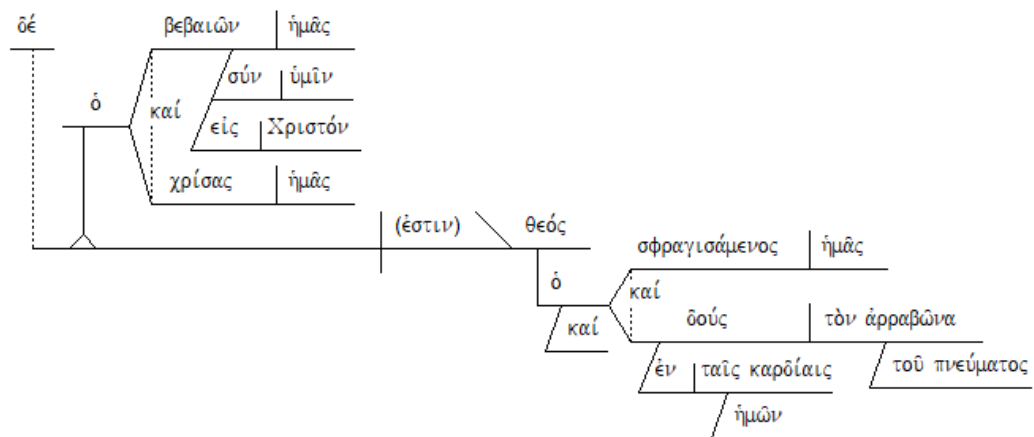 δέ βεβαιῶν ἡμᾶς
σύν ὑμῖν
ὁ καί
εἰς Χριστόν
χρίσας ἡμᾶς
(ἐστιν) θεός
σφραγισάμενος ἡμᾶς
ὁ καί
καί δούς τὸν ἀρραβῶνα
ἐν ταῖς καρδίαις τοῦ πνεύματος
ἡμῶν